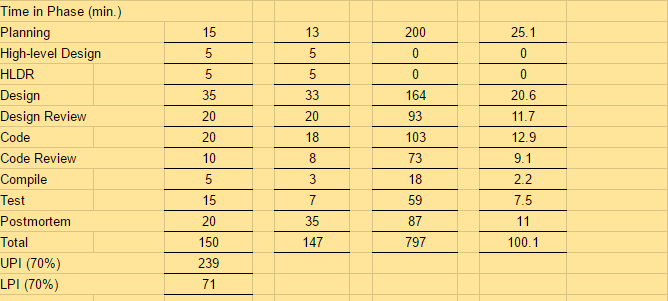 Time in Phase (min.)
Planning 15 13 200 25.1
High-level Design 5 5 0 0
HLDR 5 5 0 0
Design 35 33 164 20.6
Design Review 20 20 93 11.7
Code 20 18 103 12.9
Code Review 10 8 73 9.1
Compile 5 3 18 2.2
Test 15 7 59 7.5
Postmortem 20 35 87 11
Total 150 147 797 100.1
UPI (70%) 239
LPI (70%) 71